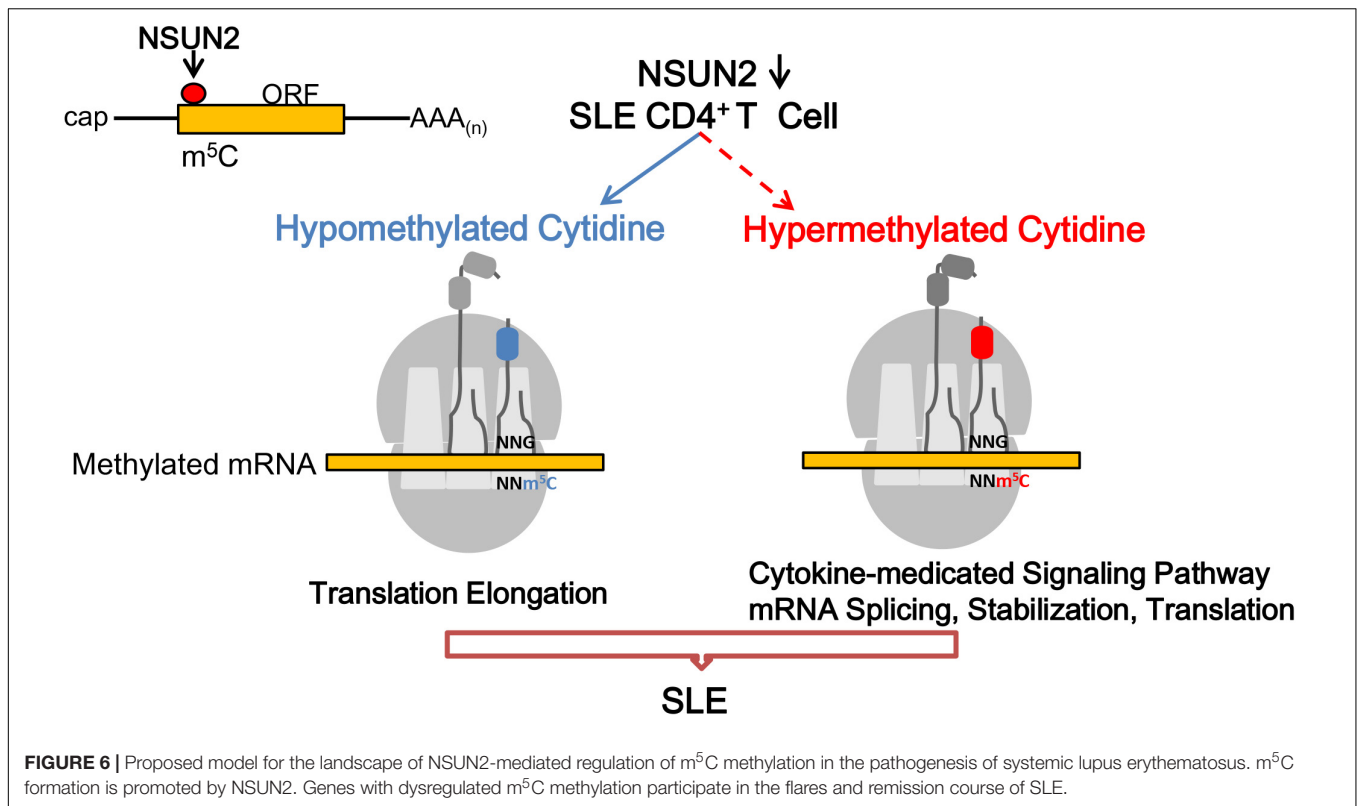 NSUN2
ORF
cap
AAA(n)
m⁵C
NSUN2 ↓
SLE CD4⁺ T Cell
Hypomethylated Cytidine
Hypermethylated Cytidine
NNG
NNG
Methylated mRNA
NNm⁵C
NNm⁵C
Translation Elongation
Cytokine-medicated Signaling Pathway
mRNA Splicing, Stabilization, Translation
SLE
FIGURE 6 | Proposed model for the landscape of NSUN2-mediated regulation of m⁵C methylation in the pathogenesis of systemic lupus erythematosus. m⁵C
formation is promoted by NSUN2. Genes with dysregulated m⁵C methylation participate in the flares and remission course of SLE.